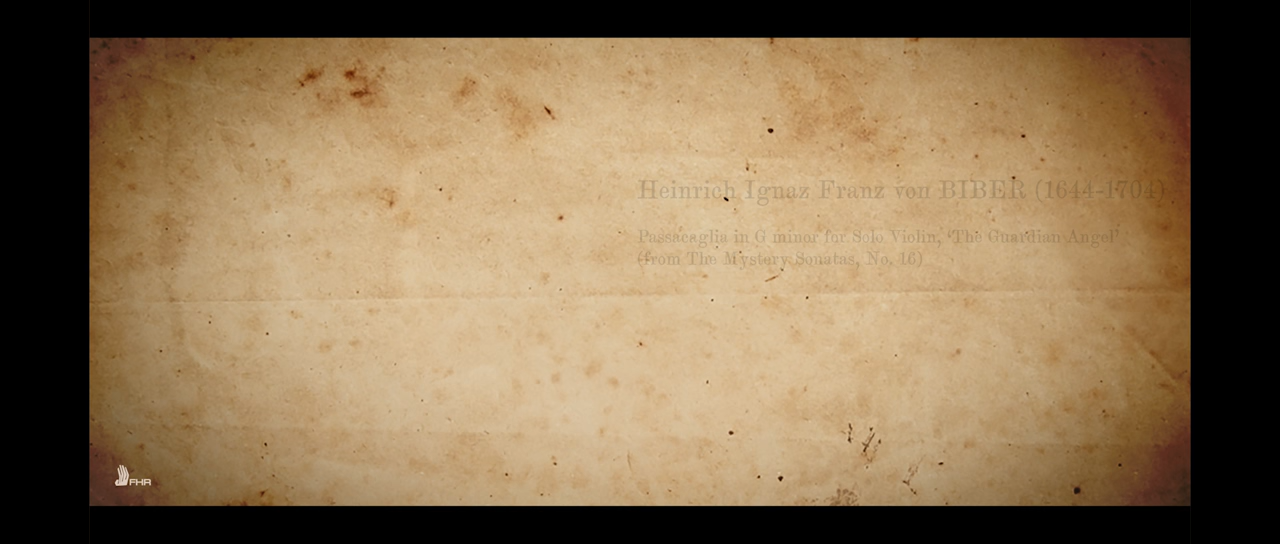 Heinrich Ignaz Franz von BIBER (1644-1704)
Passacaglia in G minor for Solo Violin, 'The Guardian Angel'
(from The Mystery Sonatas, No. 16)
FHR